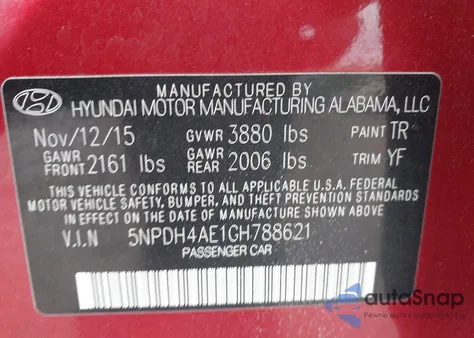 MANUFACTURED BY
HYUNDAI MOTOR MANUFACTURING ALABAMA, LLC
Nov/12/15 GVWR 3880 lbs PAINT TR
GAWR FRONT 2161 lbs GAWR REAR 2006 lbs TRIM YF
THIS VEHICLE CONFORMS TO ALL APPLICABLE U.S.A. FEDERAL
MOTOR VEHICLE SAFETY, BUMPER, AND THEFT PREVENTION STANDARDS
IN EFFECT ON THE DATE OF MANUFACTURE SHOWN ABOVE.
V.I.N 5NPDH4AE1GH788621
PASSENGER CAR
autoSnap